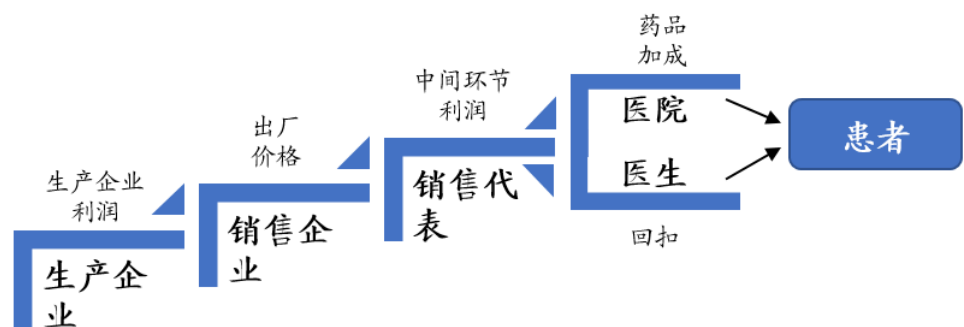 生产企业
利润
生产企
业
出厂
价格
销售企
业
中间环节
利润
销售代
表
药品
加成
医院
医生
回扣
患者